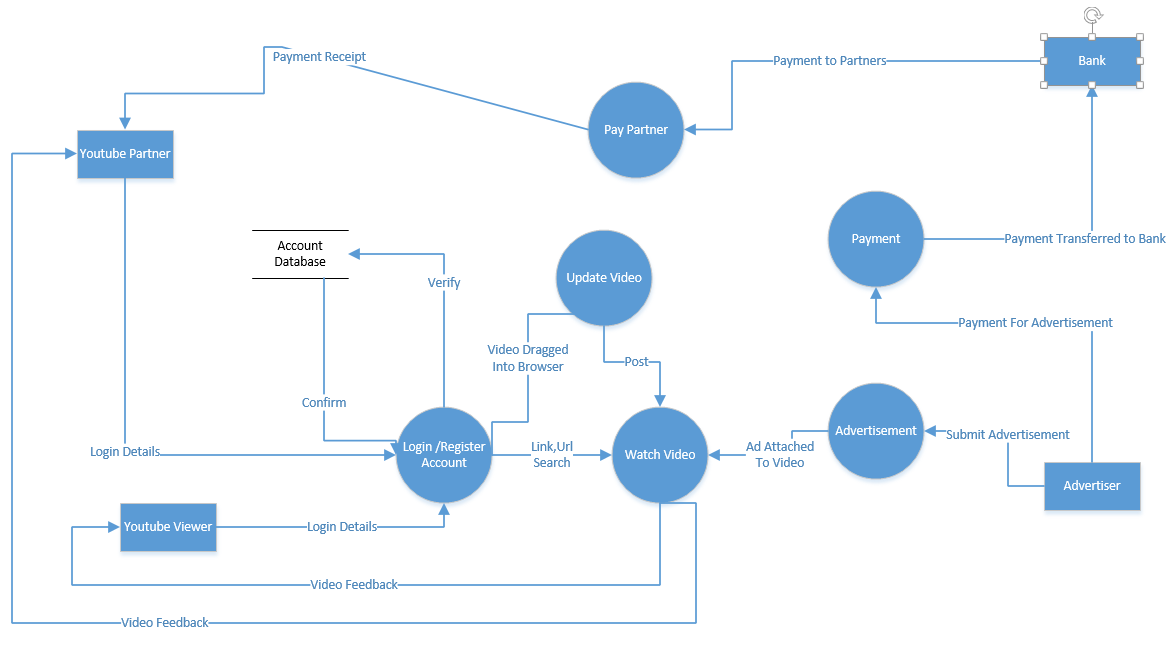 Payment Receipt
Payment to Partners
Bank
Pay Partner
Youtube Partner
Account
Database
Verify
Update Video
Payment
Payment Transferred to Bank
Payment For Advertisement
Video Dragged
Into Browser
Post
Confirm
Login Details
Login /Register
Account
Link,Url
Search
Watch Video
Ad Attached
To Video
Advertisement
Submit Advertisement
Advertiser
Youtube Viewer
Login Details
Video Feedback
Video Feedback